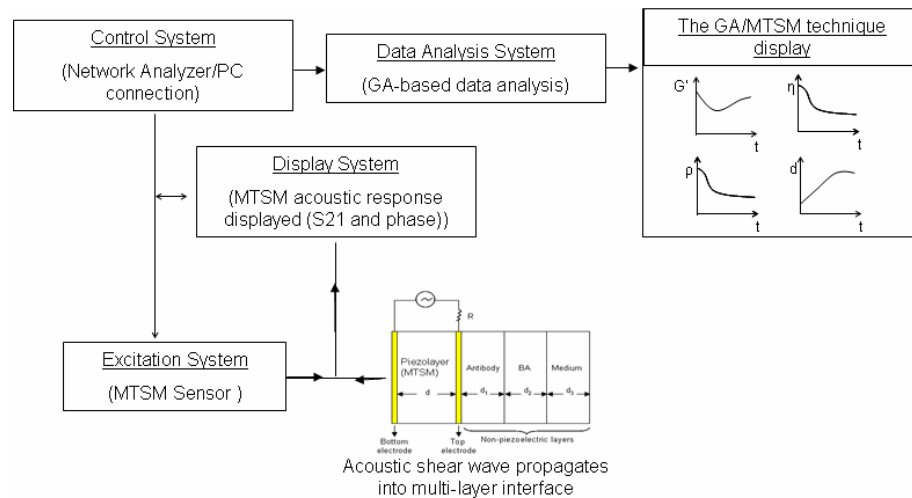 Control System
(Network Analyzer/PC
connection)
Data Analysis System
(GA-based data analysis)
The GA/MTSM technique
display
G'
t
η
t
ρ
t
d
t
Display System
(MTSM acoustic response
displayed (S21 and phase))
Excitation System
(MTSM Sensor )
R
Piezolayer
(MTSM)
Antibody
BA
Medium
d
d1
d2
d3
Bottom
electrode
Top
electrode
Non-piezoelectric layers
Acoustic shear wave propagates
into multi-layer interface